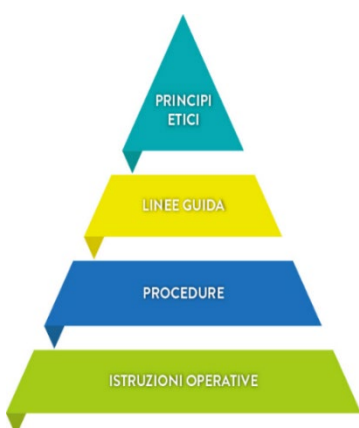 PRINCIPI
ETICI
LINEE GUIDA
PROCEDURE
ISTRUZIONI OPERATIVE